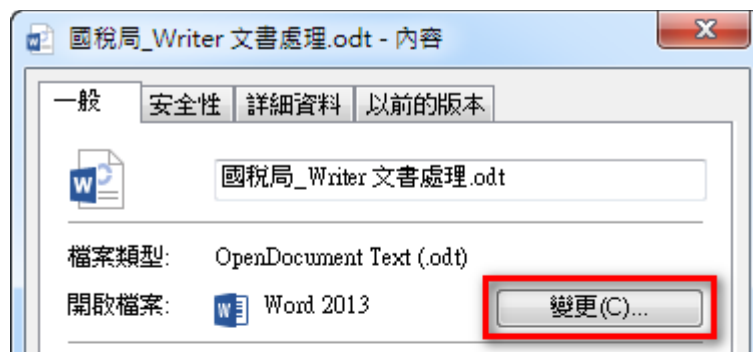 國稅局_Writer 文書處理.odt - 內容
一般 安全性 詳細資料 以前的版本
國稅局_Writer 文書處理.odt
檔案類型: OpenDocument Text (.odt)
開啟檔案: Word 2013 變更(C)...